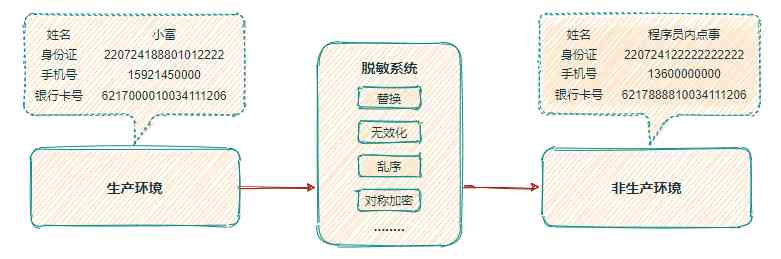 姓名 小富
身份证 220724188801012222
手机号 15921450000
银行卡号 6217000010034111206
生产环境
脱敏系统
替换
无效化
乱序
对称加密
........
姓名 程序员内点事
身份证 220724122222222222
手机号 13600000000
银行卡号 6217888810034111206
非生产环境